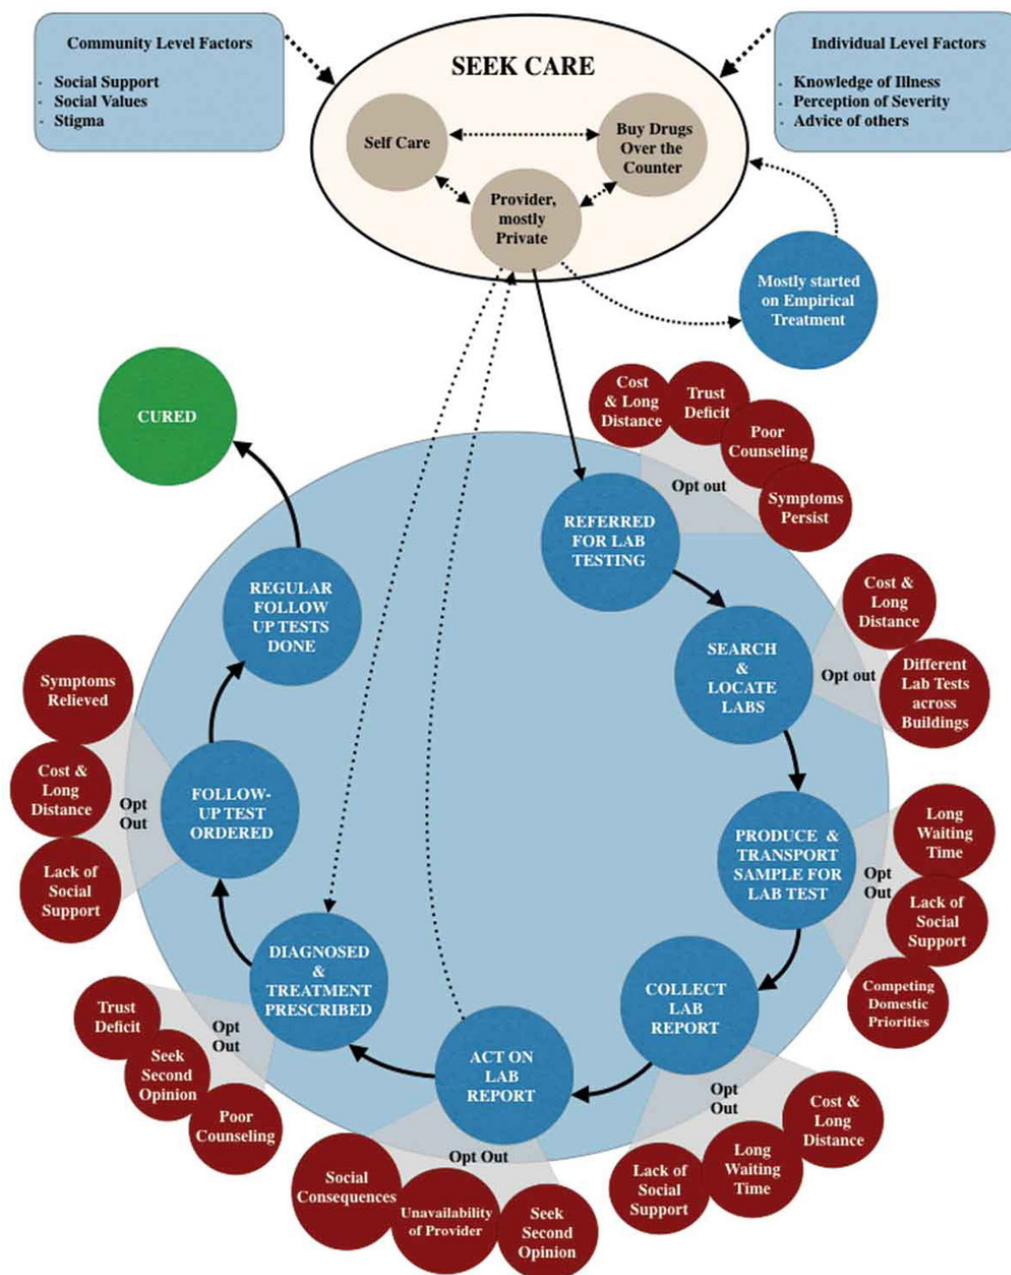 Community Level Factors
- Social Support
- Social Values
- Stigma
SEEK CARE
Self Care
Buy Drugs
Over the
Counter
Provider,
mostly
Private
Individual Level Factors
- Knowledge of Illness
- Perception of Severity
- Advice of others
Mostly started
on Empirical
Treatment
CURED
Cost
& Long
Distance
Trust
Deficit
Poor
Counseling
Symptoms
Persist
Opt out
REFERRED
FOR LAB
TESTING
Cost &
Long
Distance
Different
Lab Tests
across
Buildings
Opt out
SEARCH
&
LOCATE
LABS
Long
Waiting
Time
Lack of
Social
Support
Competing
Domestic
Priorities
Opt
Out
PRODUCE &
TRANSPORT
SAMPLE FOR
LAB TEST
COLLECT
LAB
REPORT
Opt
Out
Cost &
Long
Distance
Long
Waiting
Time
Lack of
Social
Support
ACT ON
LAB
REPORT
Opt Out
Seek
Second
Opinion
Unavailability
of Provider
Social
Consequences
DIAGNOSED
&
TREATMENT
PRESCRIBED
Opt
Out
Trust
Deficit
Seek
Second
Opinion
Poor
Counseling
FOLLOW-
UP TEST
ORDERED
Opt
Out
Symptoms
Relieved
Cost &
Long
Distance
Lack of
Social
Support
REGULAR
FOLLOW
UP TESTS
DONE